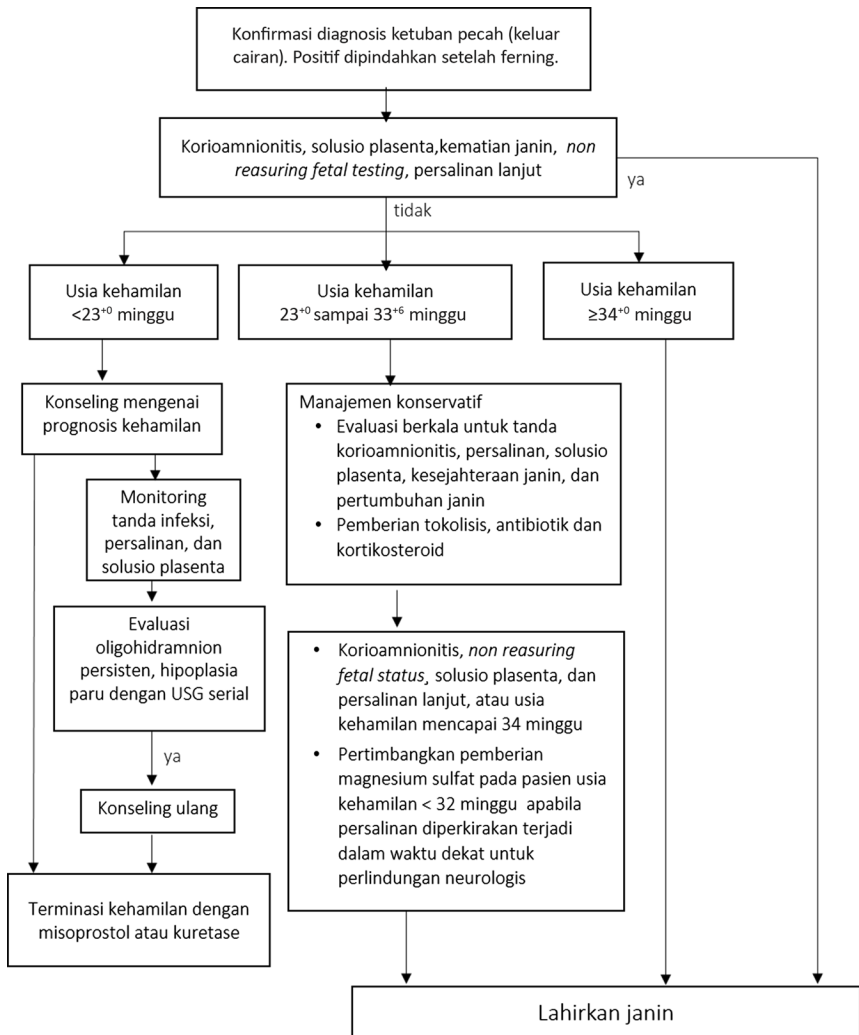 Konfirmasi diagnosis ketuban pecah (keluar
cairan). Positif dipindahkan setelah ferning.
Korioamnionitis, solusio plasenta,kematian janin, non
reasuring fetal testing, persalinan lanjut
ya
tidak
Usia kehamilan
<23⁺⁰ minggu
Usia kehamilan
23⁺⁰ sampai 33⁺⁶ minggu
Usia kehamilan
≥34⁺⁰ minggu
Konseling mengenai
prognosis kehamilan
Monitoring
tanda infeksi,
persalinan, dan
solusio plasenta
Evaluasi
oligohidramnion
persisten, hipoplasia
paru dengan USG serial
ya
Konseling ulang
Terminasi kehamilan dengan
misoprostol atau kuretase
Manajemen konservatif
• Evaluasi berkala untuk tanda
korioamnionitis, persalinan, solusio
plasenta, kesejahteraan janin, dan
pertumbuhan janin
• Pemberian tokolisis, antibiotik dan
kortikosteroid
• Korioamnionitis, non reasuring
fetal status¸ solusio plasenta, dan
persalinan lanjut, atau usia
kehamilan mencapai 34 minggu
• Pertimbangkan pemberian
magnesium sulfat pada pasien usia
kehamilan < 32 minggu apabila
persalinan diperkirakan terjadi
dalam waktu dekat untuk
perlindungan neurologis
Lahirkan janin